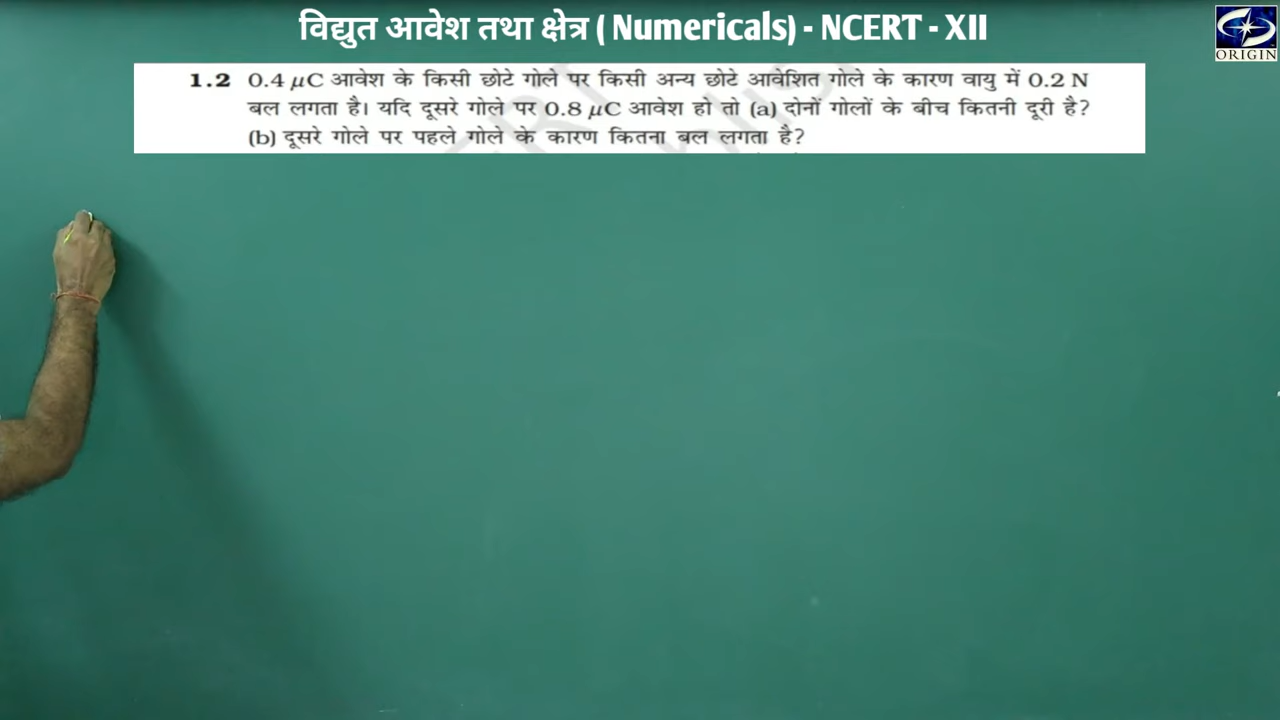 विद्युत आवेश तथा क्षेत्र ( Numericals) - NCERT - XII
ORIGIN
1.2 0.4 μC आवेश के किसी छोटे गोले पर किसी अन्य छोटे आवेशित गोले के कारण वायु में 0.2 N
बल लगता है। यदि दूसरे गोले पर 0.8 μC आवेश हो तो (a) दोनों गोलों के बीच कितनी दूरी है?
(b) दूसरे गोले पर पहले गोले के कारण कितना बल लगता है?